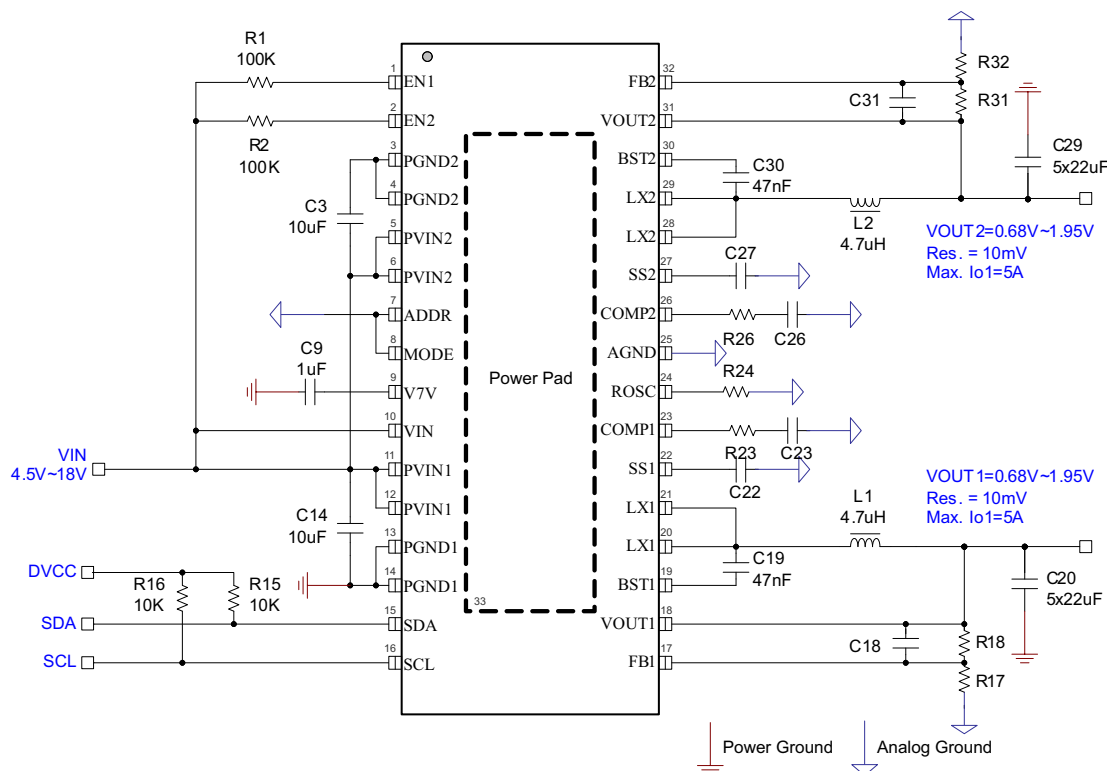 R1
100K
R2
100K
C3
10uF
C9
1uF
VIN
4.5V~18V
C14
10uF
DVCC
R16
10K
R15
10K
SDA
SCL
1
EN1
2
EN2
3
PGND2
4
PGND2
5
PVIN2
6
PVIN2
7
ADDR
8
MODE
9
V7V
10
VIN
11
PVIN1
12
PVIN1
13
PGND1
14
PGND1
15
SDA
16
SCL
Power Pad
33
32
FB2
31
VOUT2
30
BST2
29
LX2
28
LX2
27
SS2
26
COMP2
25
AGND
24
ROSC
23
COMP1
22
SS1
21
LX1
20
LX1
19
BST1
18
VOUT1
17
FB1
R32
R31
C31
C29
5x22uF
C30
47nF
L2
4.7uH
VOUT2=0.68V~1.95V
Res. = 10mV
Max. Io1=5A
C27
R26
C26
R24
R23
C23
C22
VOUT1=0.68V~1.95V
Res. = 10mV
Max. Io1=5A
L1
4.7uH
C19
47nF
C20
5x22uF
C18
R18
R17
Power Ground
Analog Ground